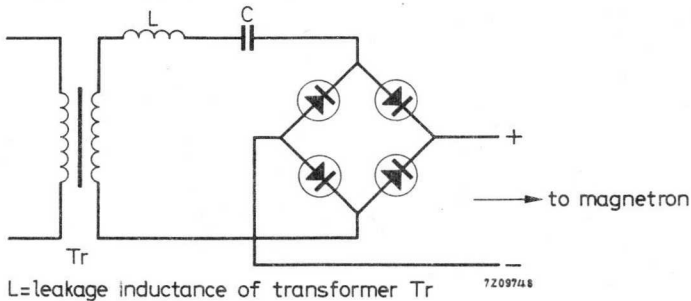 L
C
+
to magnetron
Tr
−
L=leakage inductance of transformer Tr
7Z09748